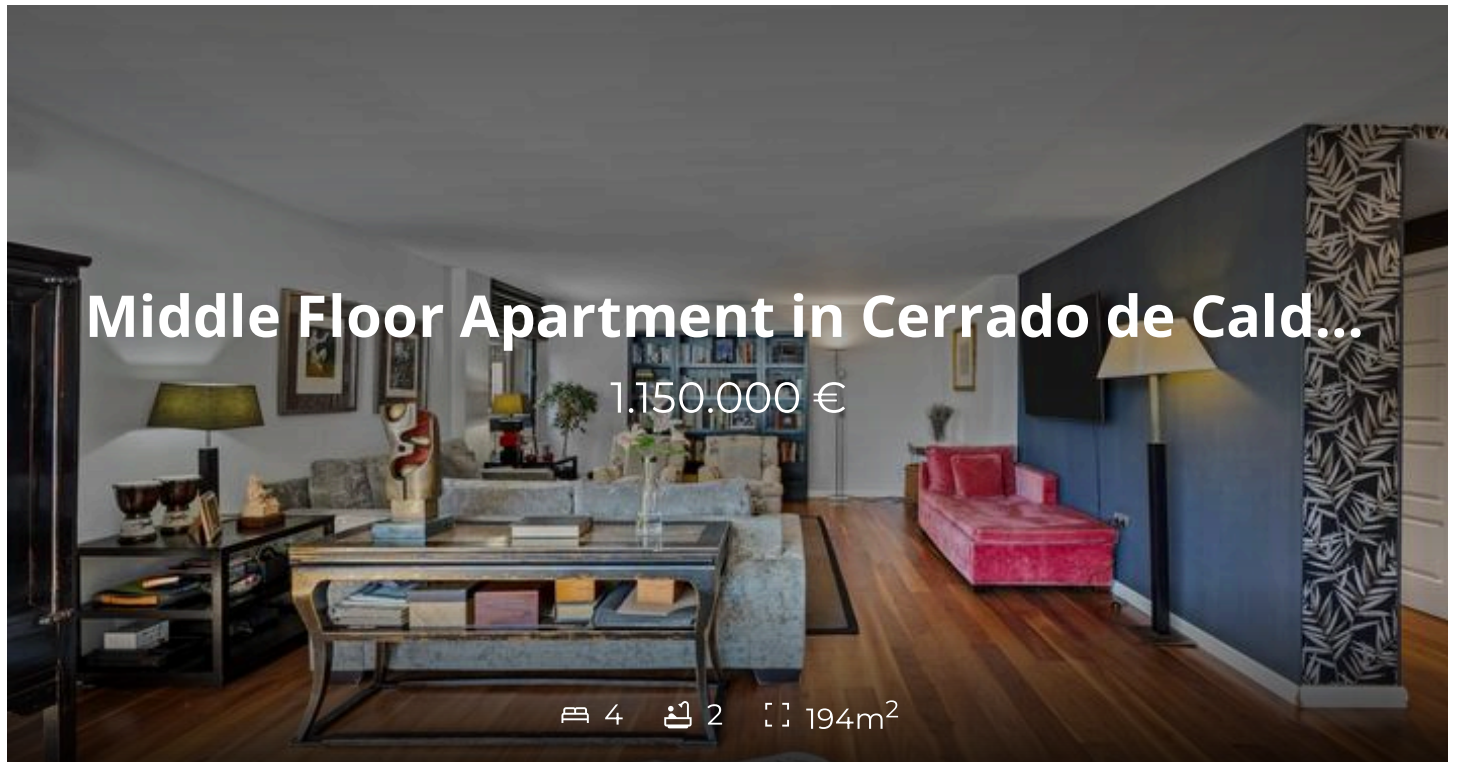 Middle Floor Apartment in Cerrado de Cald...
1.150.000 €
4 2 194m²